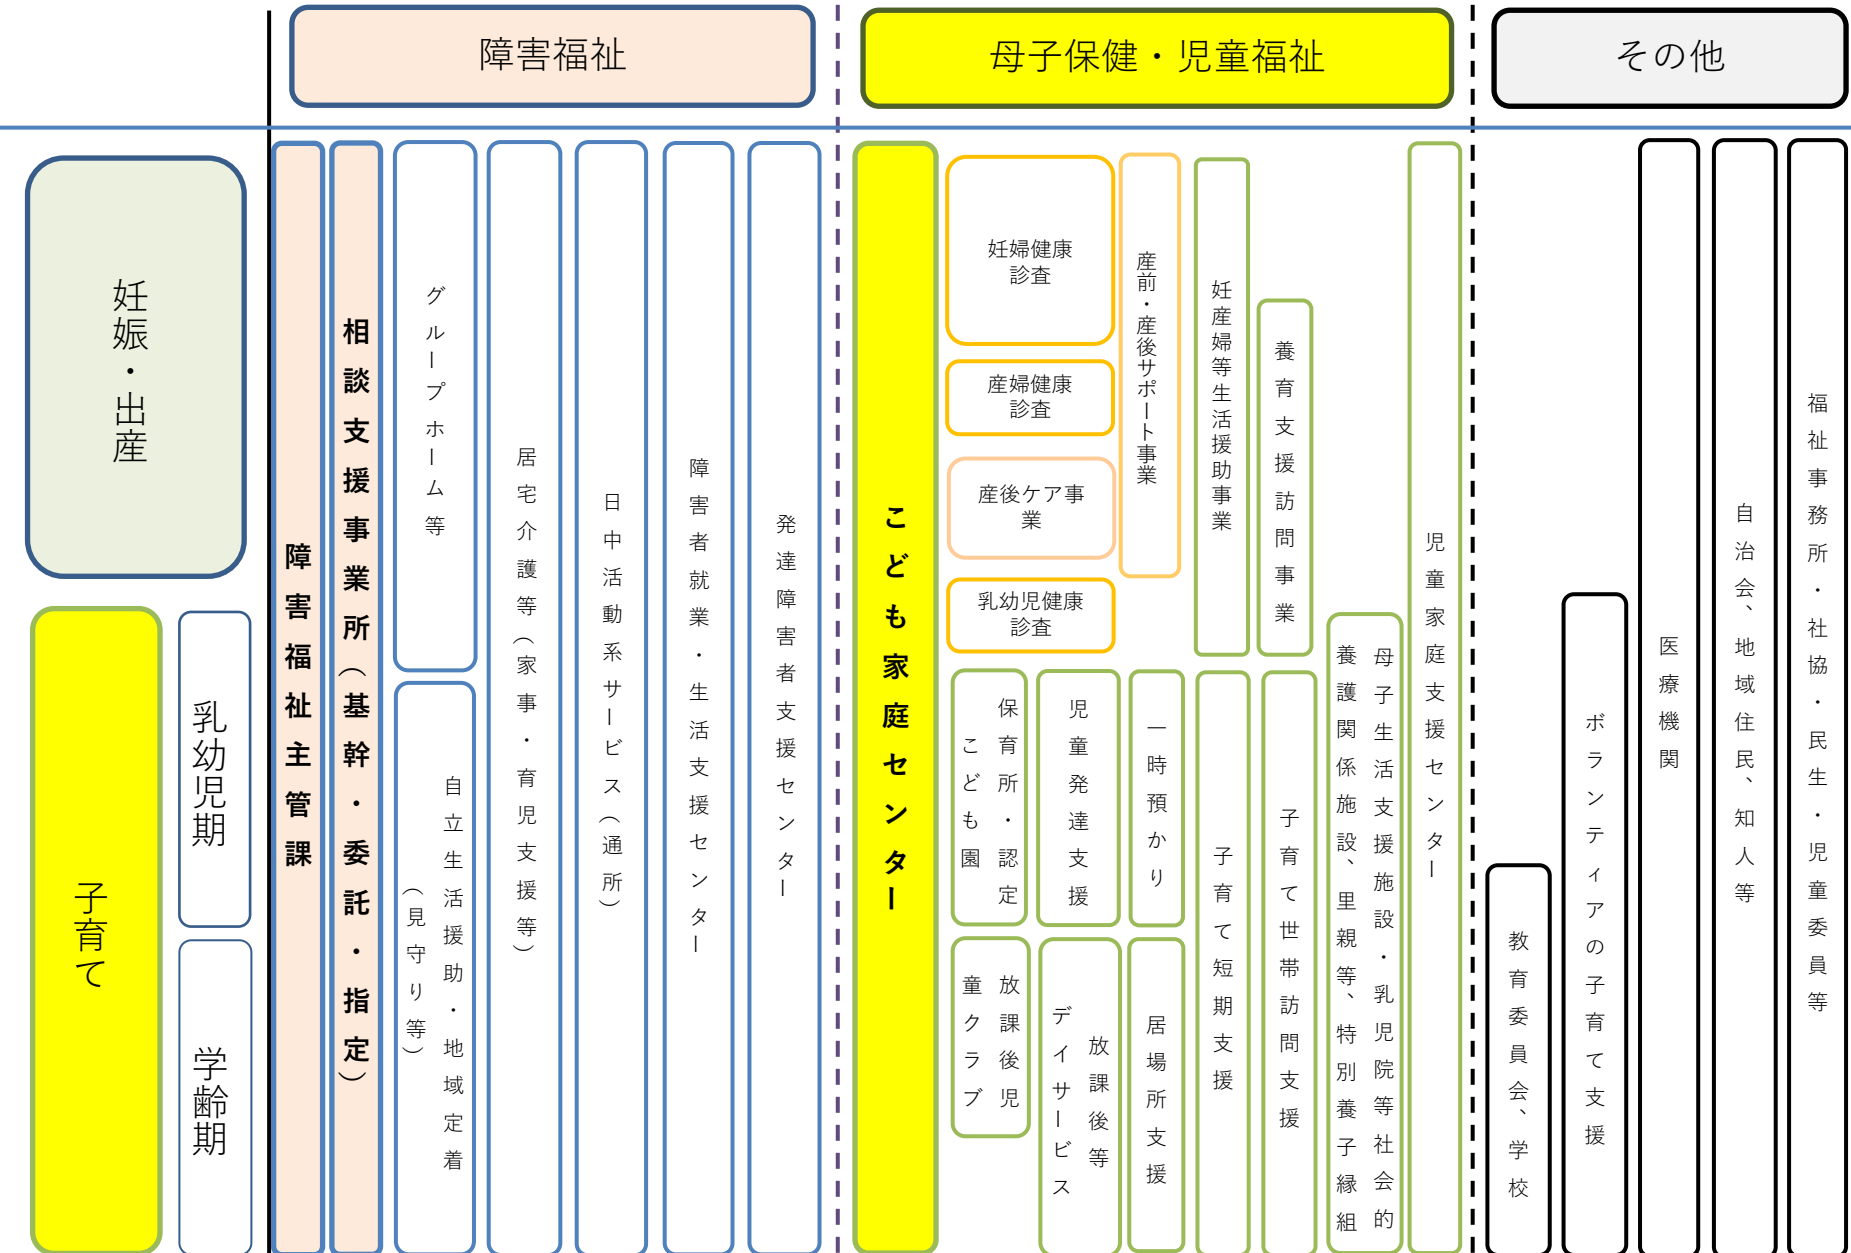 障害福祉
母子保健・児童福祉
その他
妊娠・出産
子育て
乳幼児期
学齢期
障害福祉主管課
相談支援事業所（基幹・委託・指定）
グループホーム等
自立生活援助・地域定着
（見守り等）
居宅介護等（家事・育児支援等）
日中活動系サービス（通所）
障害者就業・生活支援センター
発達障害者支援センター
こども家庭センター
妊婦健康
診査
産婦健康
診査
産後ケア事
業
乳幼児健康
診査
産前・産後サポート事業
妊産婦等生活援助事業
養育支援訪問事業
保育所・認定
こども園
児童発達支援
一時預かり
放課後児
童クラブ
放課後等
デイサービス
居場所支援
子育て短期支援
子育て世帯訪問支援
母子生活支援施設・乳児院等社会的
養護関係施設、里親等、特別養子縁組
児童家庭支援センター
教育委員会、学校
ボランティアの子育て支援
医療機関
自治会、地域住民、知人等
福祉事務所・社協・民生・児童委員等